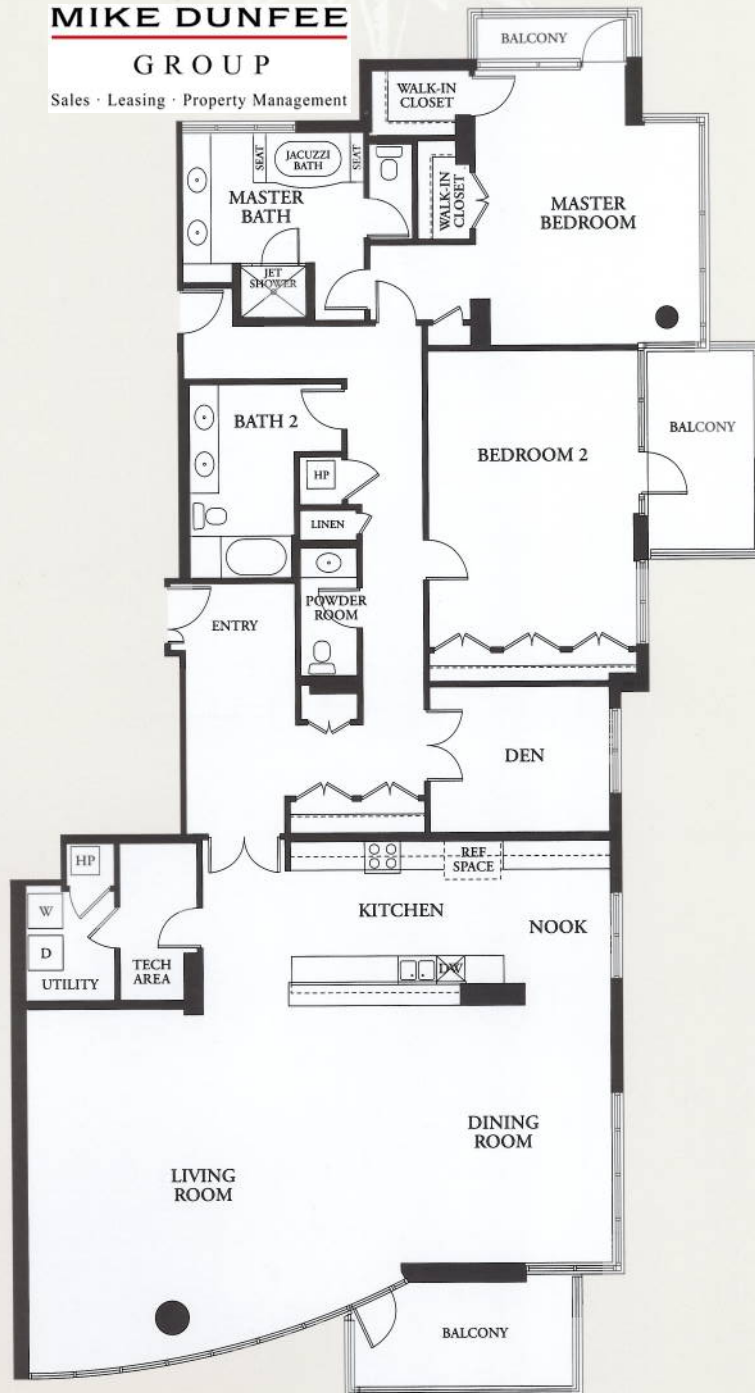 MIKE DUNFEE
GROUP
Sales · Leasing · Property Management
BALCONY
WALK-IN
CLOSET
SEAT
JACUZZI
BATH
SEAT
WALK-IN
CLOSET
MASTER
BATH
MASTER
BEDROOM
JET
SHOWER
BATH 2
BEDROOM 2
BALCONY
HP
LINEN
POWDER
ROOM
ENTRY
DEN
HP
REF
SPACE
W
KITCHEN
NOOK
D
TECH
AREA
UTILITY
DW
DINING
ROOM
LIVING
ROOM
BALCONY